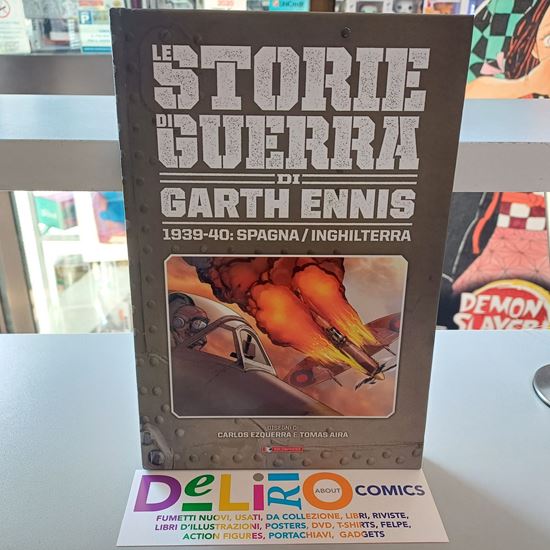 LE
STORIE
DI
GUERRA
DI
GARTH ENNIS
1939-40: SPAGNA/INGHILTERRA
DISEGNI DI
CARLOS EZQUERRA E TOMAS AIRA
DEMON
SLAYER
DeLiRiO
ABOUT
COMICS
FUMETTI NUOVI, USATI, DA COLLEZIONE, LIBRI, RIVISTE,
LIBRI D'ILLUSTRAZIONI, POSTERS, DVD, T-SHIRTS, FELPE,
ACTION FIGURES, PORTACHIAVI, GADGETS